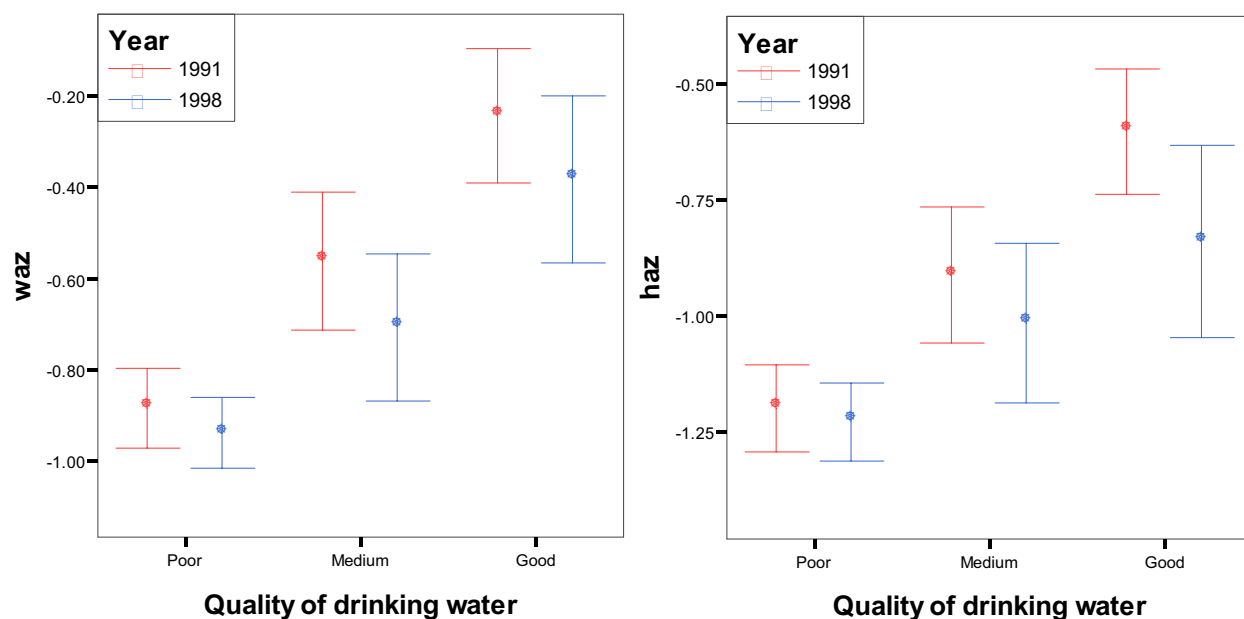 Year
1991
1998
-0.20
-0.40
-0.60
-0.80
-1.00
waz
Poor
Medium
Good
Quality of drinking water
Year
1991
1998
-0.50
-0.75
-1.00
-1.25
haz
Poor
Medium
Good
Quality of drinking water